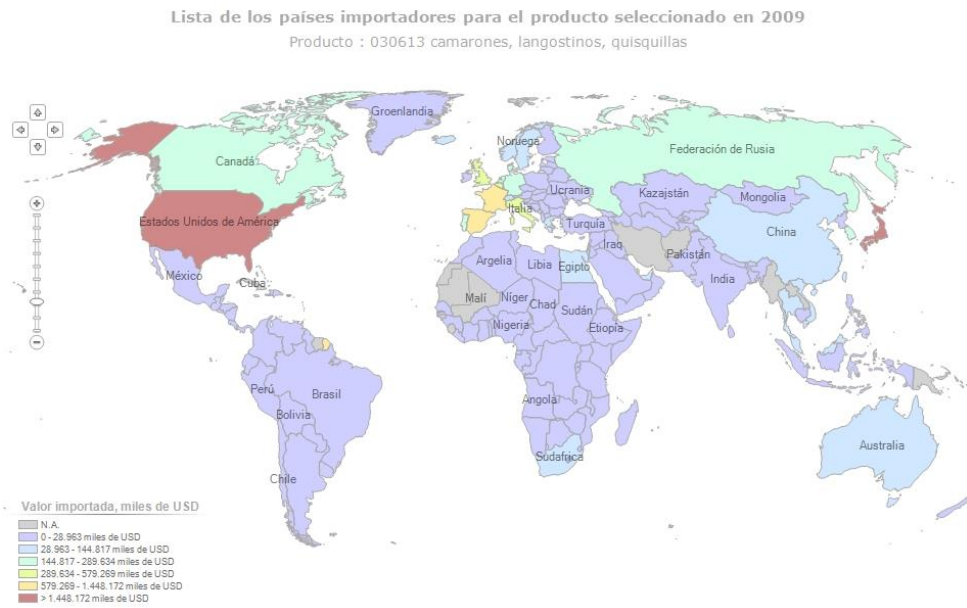 Lista de los países importadores para el producto seleccionado en 2009
Producto : 030613 camarones, langostinos, quisquillas
Groenlandia
Noruega
Canadá
Federación de Rusia
Ucrania
Kazajstán
Mongolia
Estados Unidos de América
Italia
Turquía
China
Iraq
Pakistán
México
Cuba
Argelia
Libia
Egipto
India
Malí
Níger
Chad
Sudán
Nigeria
Etiopía
Perú
Brasil
Bolivia
Angola
Chile
Sudafrica
Australia
Valor importada, miles de USD
N.A.
0 - 28.963 miles de USD
28.963 - 144.817 miles de USD
144.817 - 289.634 miles de USD
289.634 - 579.269 miles de USD
579.269 - 1.448.172 miles de USD
> 1.448.172 miles de USD